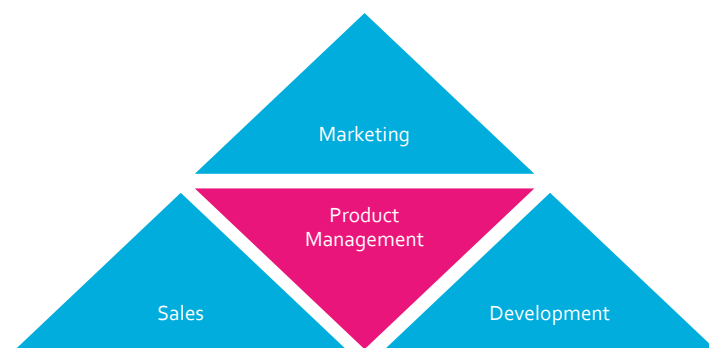 Marketing
Product
Management
Sales
Development